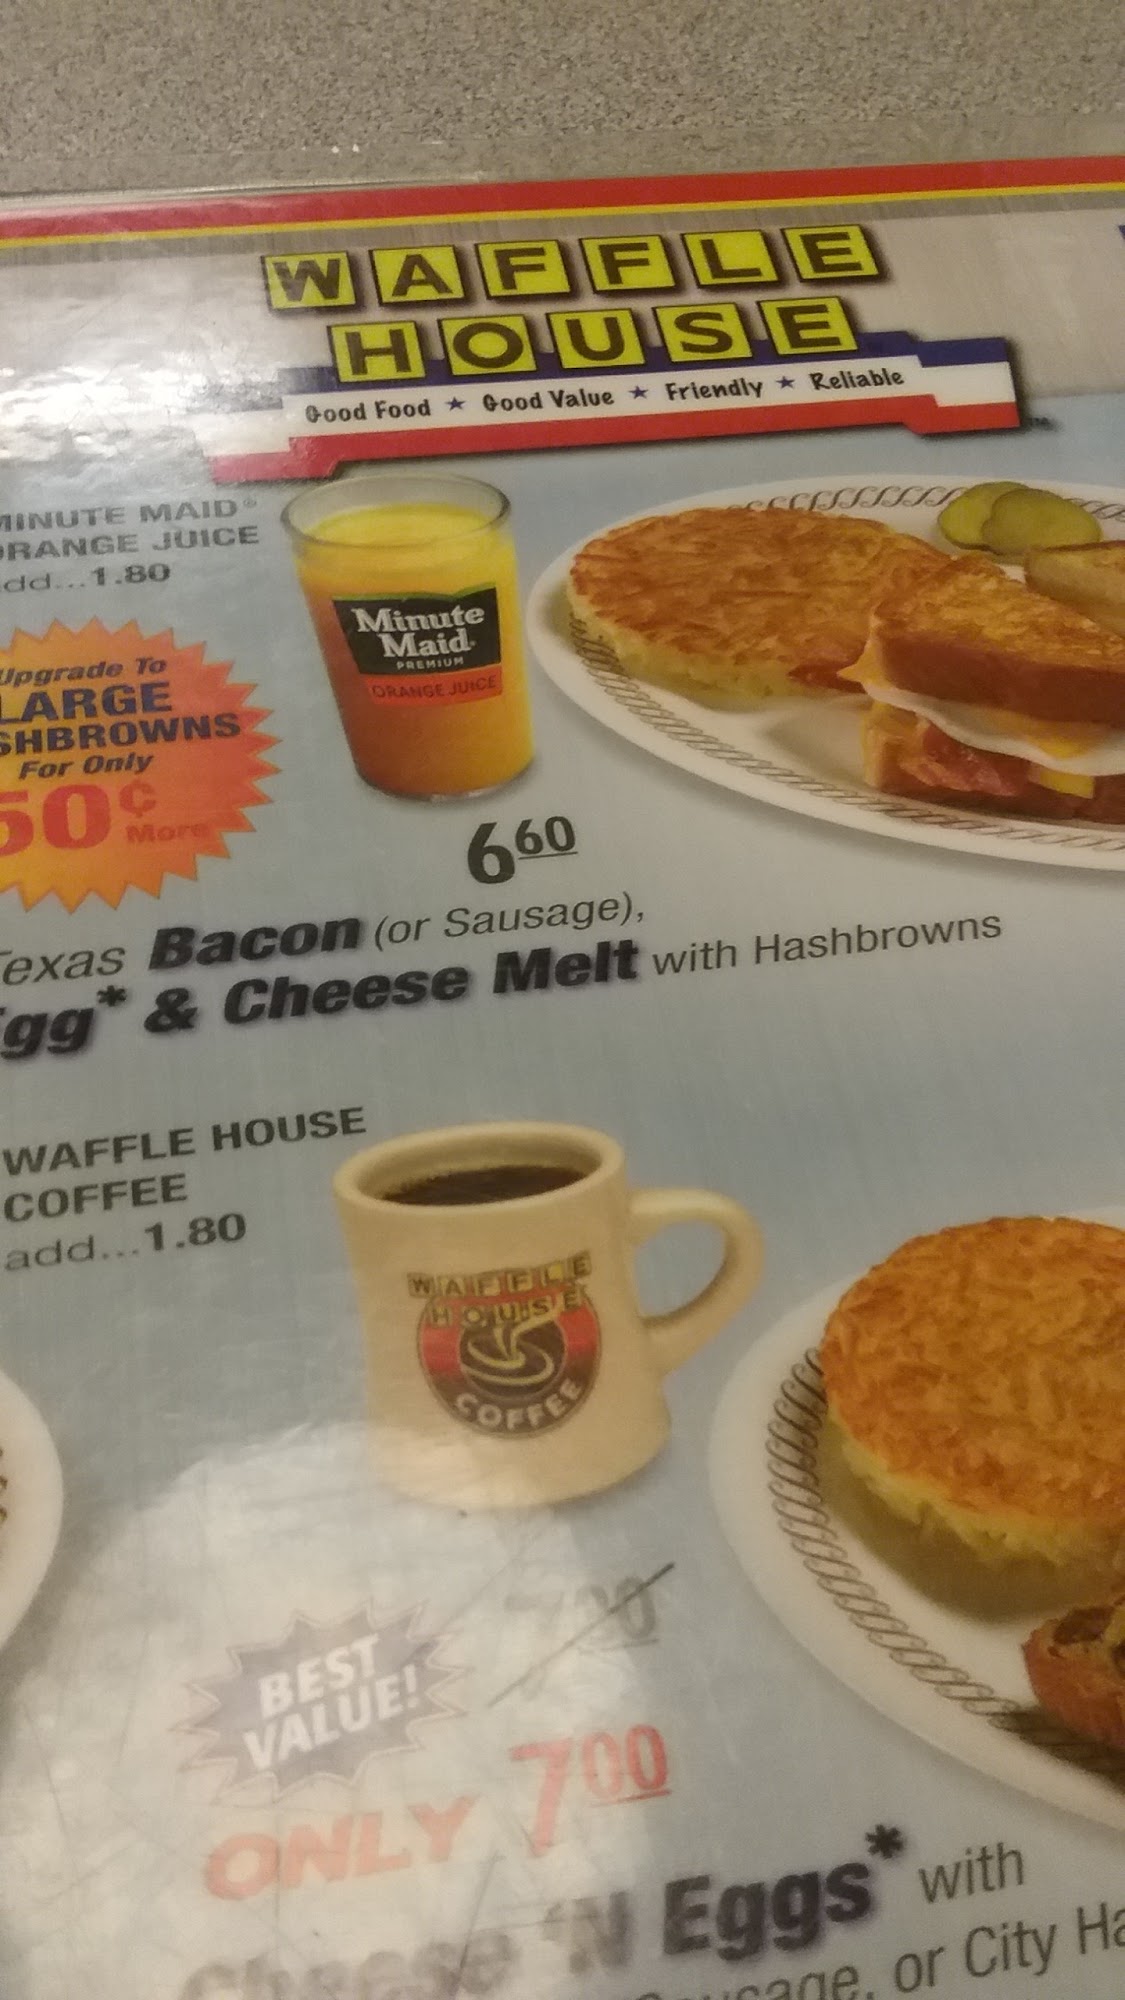 WAFFLE
HOUSE
Good Food ★ Good Value ★ Friendly ★ Reliable
MINUTE MAID®
ORANGE JUICE
add...1.80
Minute
Maid
PREMIUM
ORANGE JUICE
Upgrade To
LARGE
SHBROWNS
For Only
50¢
More
6 60
Texas Bacon (or Sausage),
Egg* & Cheese Melt with Hashbrowns
WAFFLE HOUSE
COFFEE
add...1.80
WAFFLE
HOUSE
COFFEE
BEST
VALUE!
ONLY 7 00
Cheese 'N Eggs* with
Sausage, or City Ha